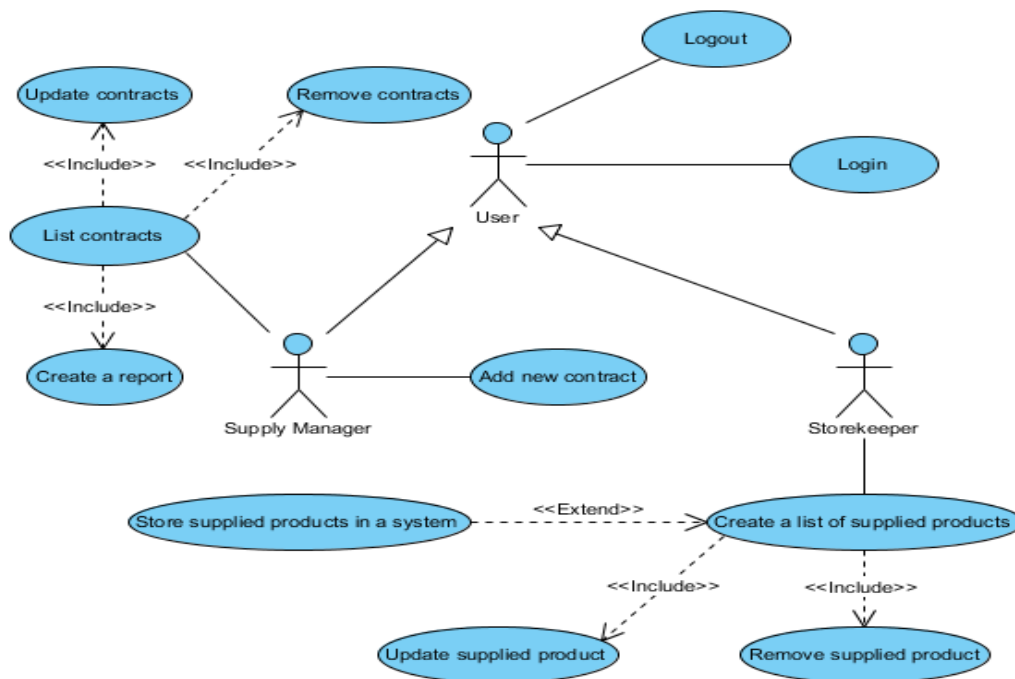 Logout
Update contracts
Remove contracts
<<Include>>
<<Include>>
Login
User
List contracts
<<Include>>
Create a report
Add new contract
Supply Manager
Storekeeper
Store supplied products in a system
<<Extend>>
Create a list of supplied products
<<Include>>
<<Include>>
Update supplied product
Remove supplied product